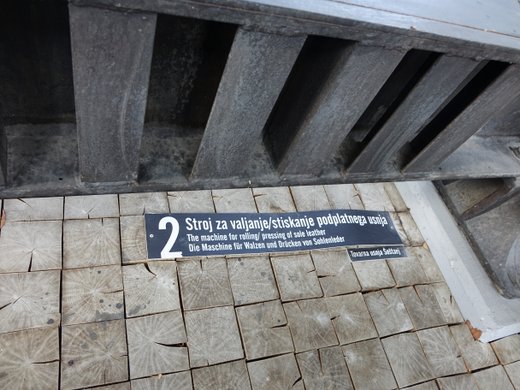 2 Stroj za valjanje/stiskanje podplatnega usnja
The machine for rolling/ pressing of sole leather
Die Maschine für Walzen und Drücken von Sohlenleder
Tovarna usnja Šoštanj